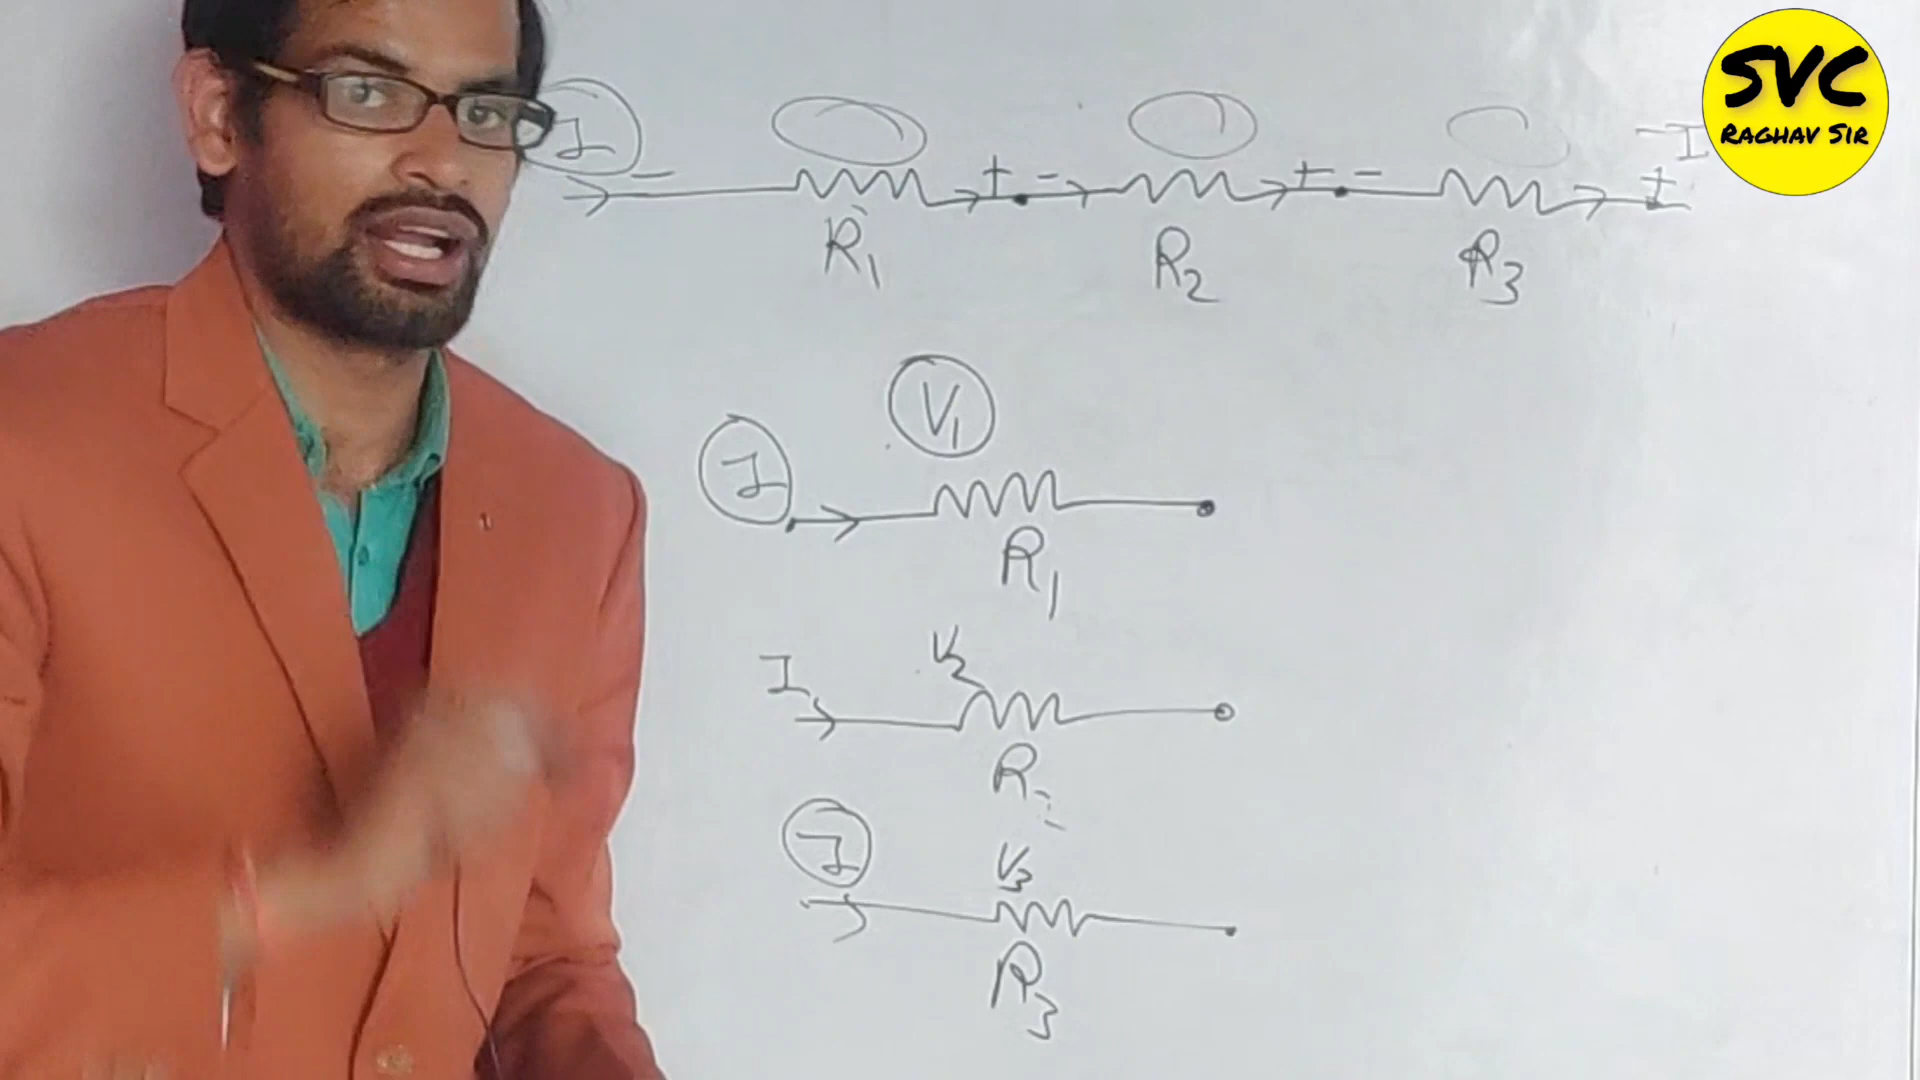 SVC
RAGHAV SIR
I - + - + - + -I
R1 R2 R3
V1
I
R1
V2
I
R
I
V3
R3